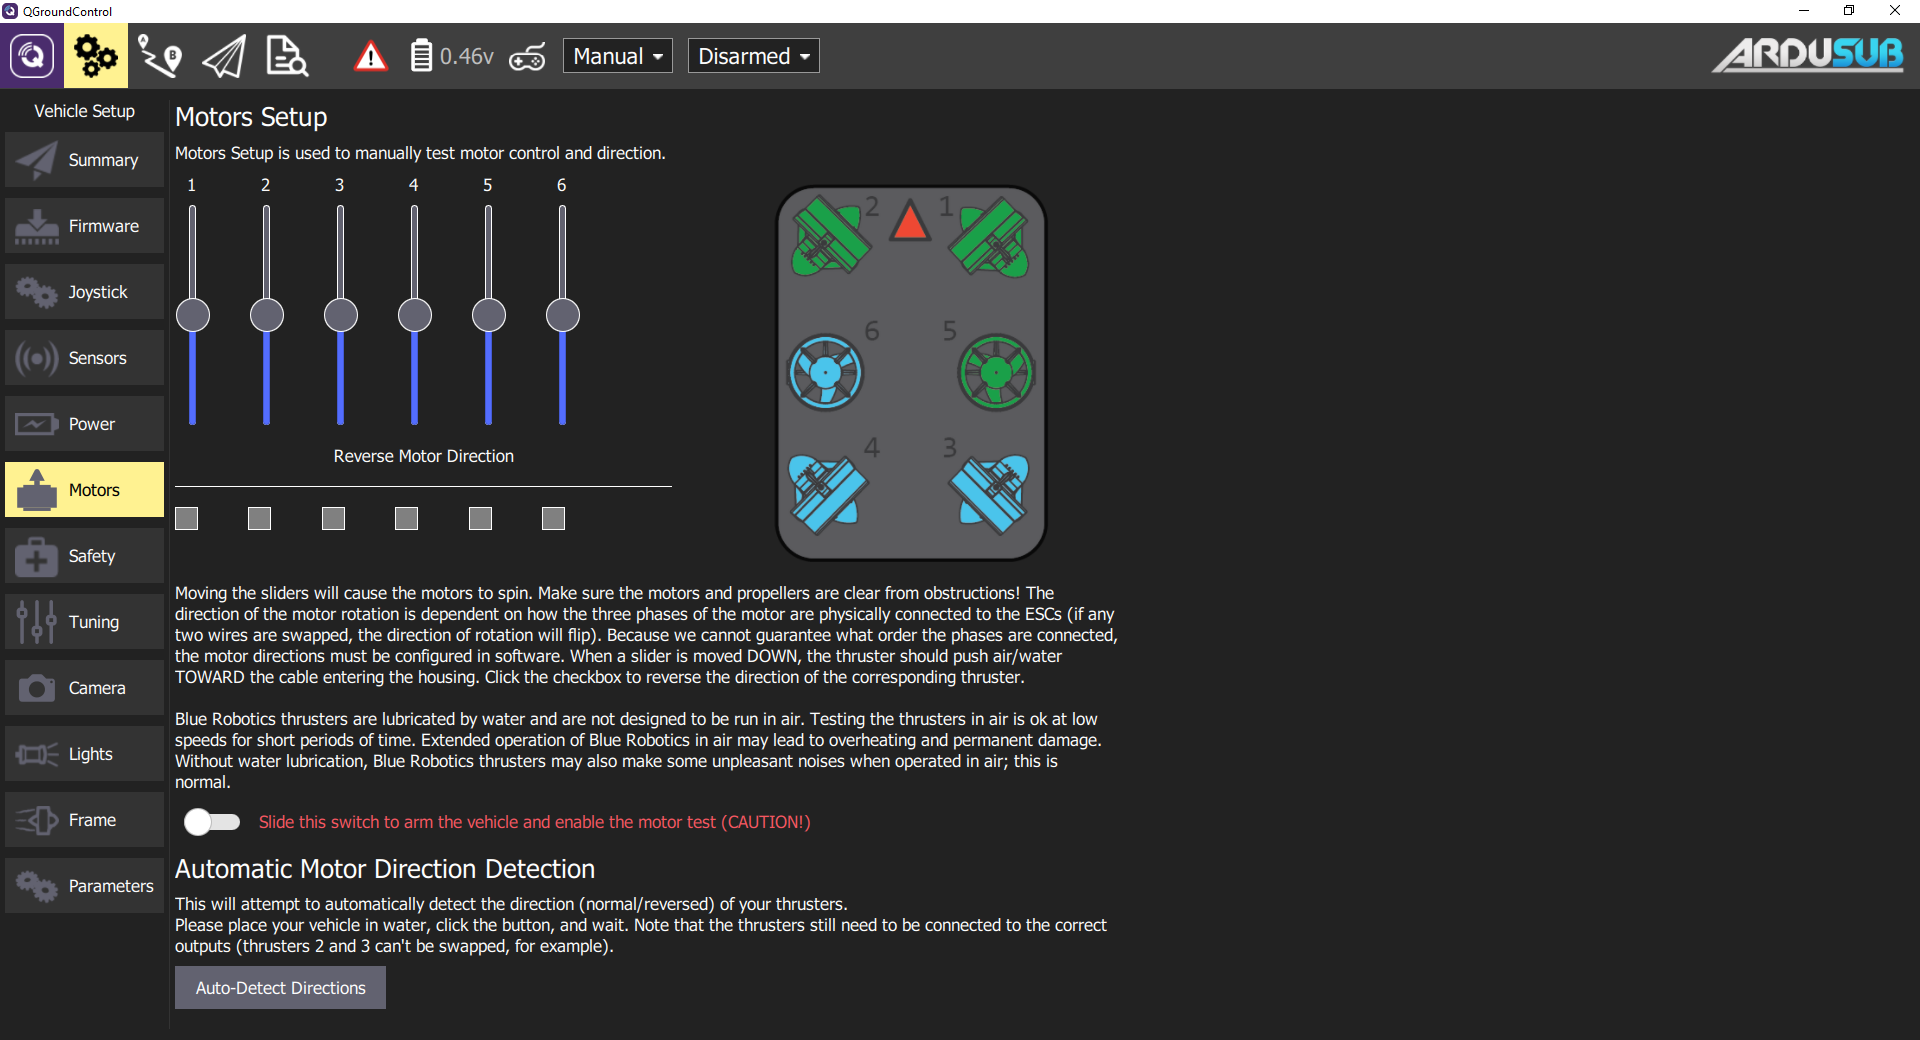 QGroundControl
0.46v
Manual
Disarmed
ARDUSUB
Vehicle Setup
Summary
Firmware
Joystick
Sensors
Power
Motors
Safety
Tuning
Camera
Lights
Frame
Parameters
Motors Setup
Motors Setup is used to manually test motor control and direction.
1 2 3 4 5 6
Reverse Motor Direction
2 1
6 5
4 3
Moving the sliders will cause the motors to spin. Make sure the motors and propellers are clear from obstructions! The
direction of the motor rotation is dependent on how the three phases of the motor are physically connected to the ESCs (if any
two wires are swapped, the direction of rotation will flip). Because we cannot guarantee what order the phases are connected,
the motor directions must be configured in software. When a slider is moved DOWN, the thruster should push air/water
TOWARD the cable entering the housing. Click the checkbox to reverse the direction of the corresponding thruster.
Blue Robotics thrusters are lubricated by water and are not designed to be run in air. Testing the thrusters in air is ok at low
speeds for short periods of time. Extended operation of Blue Robotics in air may lead to overheating and permanent damage.
Without water lubrication, Blue Robotics thrusters may also make some unpleasant noises when operated in air; this is
normal.
Slide this switch to arm the vehicle and enable the motor test (CAUTION!)
Automatic Motor Direction Detection
This will attempt to automatically detect the direction (normal/reversed) of your thrusters.
Please place your vehicle in water, click the button, and wait. Note that the thrusters still need to be connected to the correct
outputs (thrusters 2 and 3 can't be swapped, for example).
Auto-Detect Directions